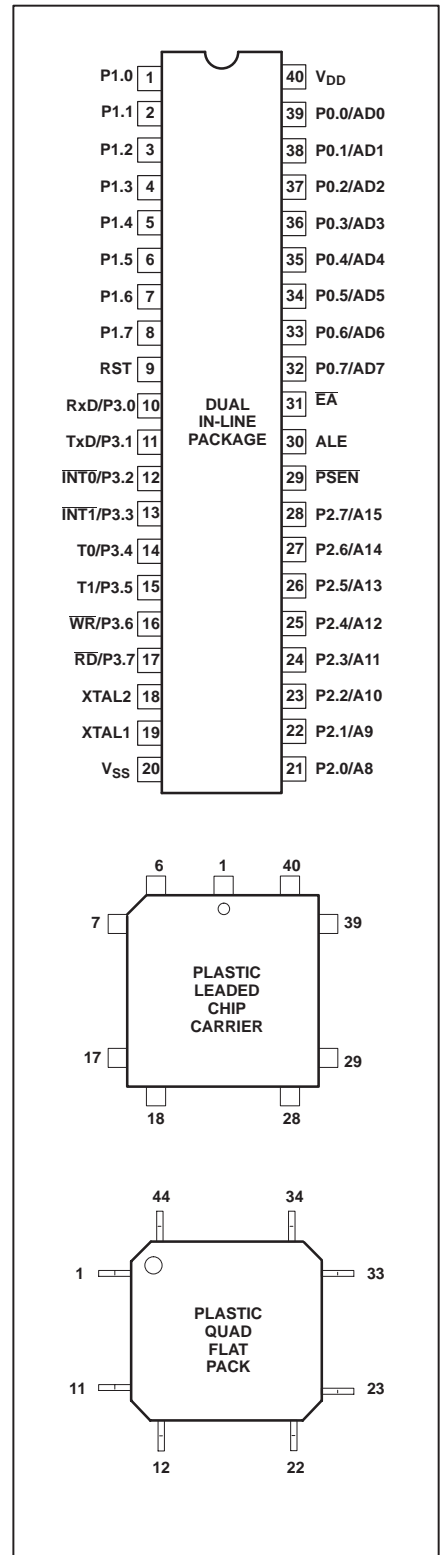 P1.0 1 40 VDD
P1.1 2 39 P0.0/AD0
P1.2 3 38 P0.1/AD1
P1.3 4 37 P0.2/AD2
P1.4 5 36 P0.3/AD3
P1.5 6 35 P0.4/AD4
P1.6 7 34 P0.5/AD5
P1.7 8 33 P0.6/AD6
RST 9 32 P0.7/AD7
RxD/P3.0 10 31 E̅A̅
TxD/P3.1 11 30 ALE
I̅N̅T̅0̅/P3.2 12 29 P̅S̅E̅N̅
I̅N̅T̅1̅/P3.3 13 28 P2.7/A15
T0/P3.4 14 27 P2.6/A14
T1/P3.5 15 26 P2.5/A13
W̅R̅/P3.6 16 25 P2.4/A12
R̅D̅/P3.7 17 24 P2.3/A11
XTAL2 18 23 P2.2/A10
XTAL1 19 22 P2.1/A9
VSS 20 21 P2.0/A8
DUAL
IN-LINE
PACKAGE
6 1 40
7 39
PLASTIC
LEADED
CHIP
CARRIER
17 29
18 28
44 34
1 33
PLASTIC
QUAD
FLAT
PACK
11 23
12 22